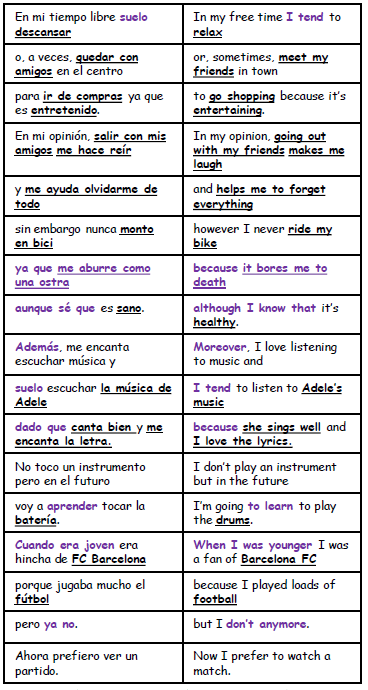 En mi tiempo libre suelo
descansar
In my free time I tend to
relax
o, a veces, quedar con
amigos en el centro
or, sometimes, meet my
friends in town
para ir de compras ya que
es entretenido.
to go shopping because it's
entertaining.
En mi opinión, salir con mis
amigos me hace reír
In my opinion, going out
with my friends makes me
laugh
y me ayuda olvidarme de
todo
and helps me to forget
everything
sin embargo nunca monto
en bici
however I never ride my
bike
ya que me aburre como
una ostra
because it bores me to
death
aunque sé que es sano.
although I know that it's
healthy.
Además, me encanta
escuchar música y
Moreover, I love listening
to music and
suelo escuchar la música de
Adele
I tend to listen to Adele's
music
dado que canta bien y me
encanta la letra.
because she sings well and
I love the lyrics.
No toco un instrumento
pero en el futuro
I don't play an instrument
but in the future
voy a aprender tocar la
batería.
I'm going to learn to play
the drums.
Cuando era joven era
hincha de FC Barcelona
When I was younger I was
a fan of Barcelona FC
porque jugaba mucho el
fútbol
because I played loads of
football
pero ya no.
but I don't anymore.
Ahora prefiero ver un
partido.
Now I prefer to watch a
match.